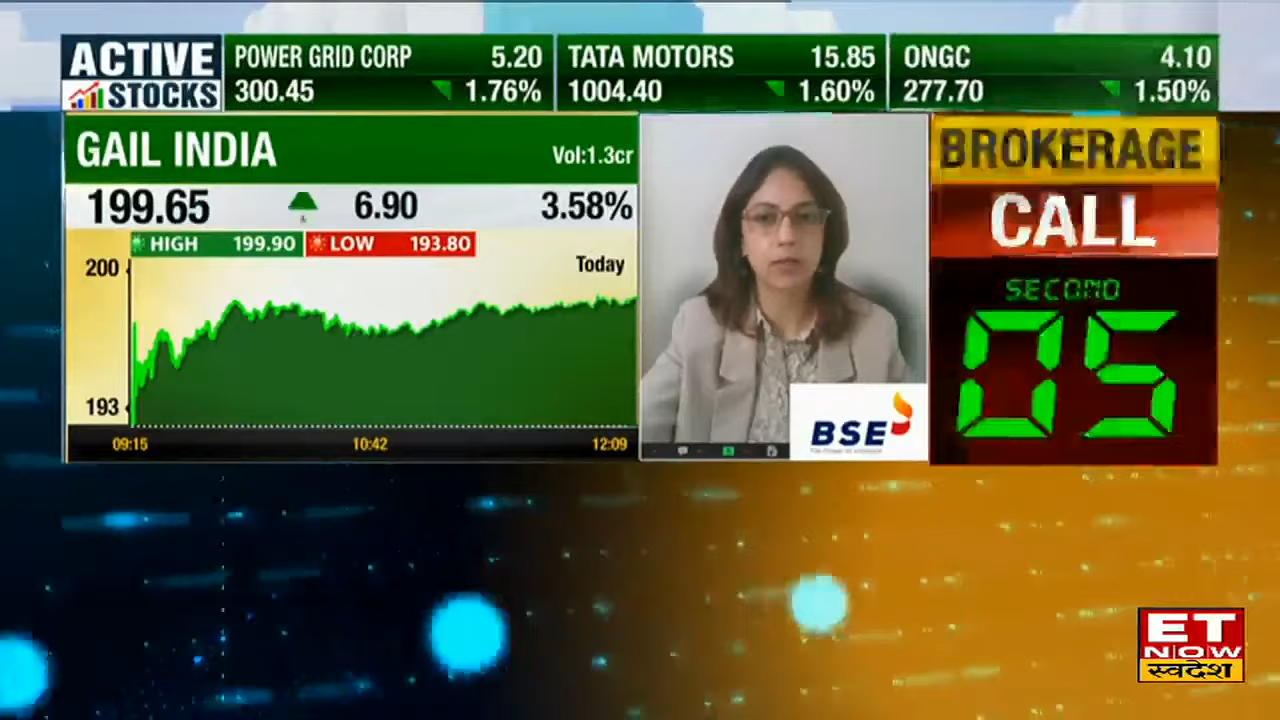 ACTIVE
STOCKS
POWER GRID CORP 5.20
300.45 1.76%
TATA MOTORS 15.85
1004.40 1.60%
ONGC 4.10
277.70 1.50%
GAIL INDIA Vol:1.3cr
199.65 6.90 3.58%
HIGH 199.90 LOW 193.80
Today
200
193
09:15 10:42 12:09
BSE
BROKERAGE
CALL
SECOND
05
ET
NOW
स्वदेश